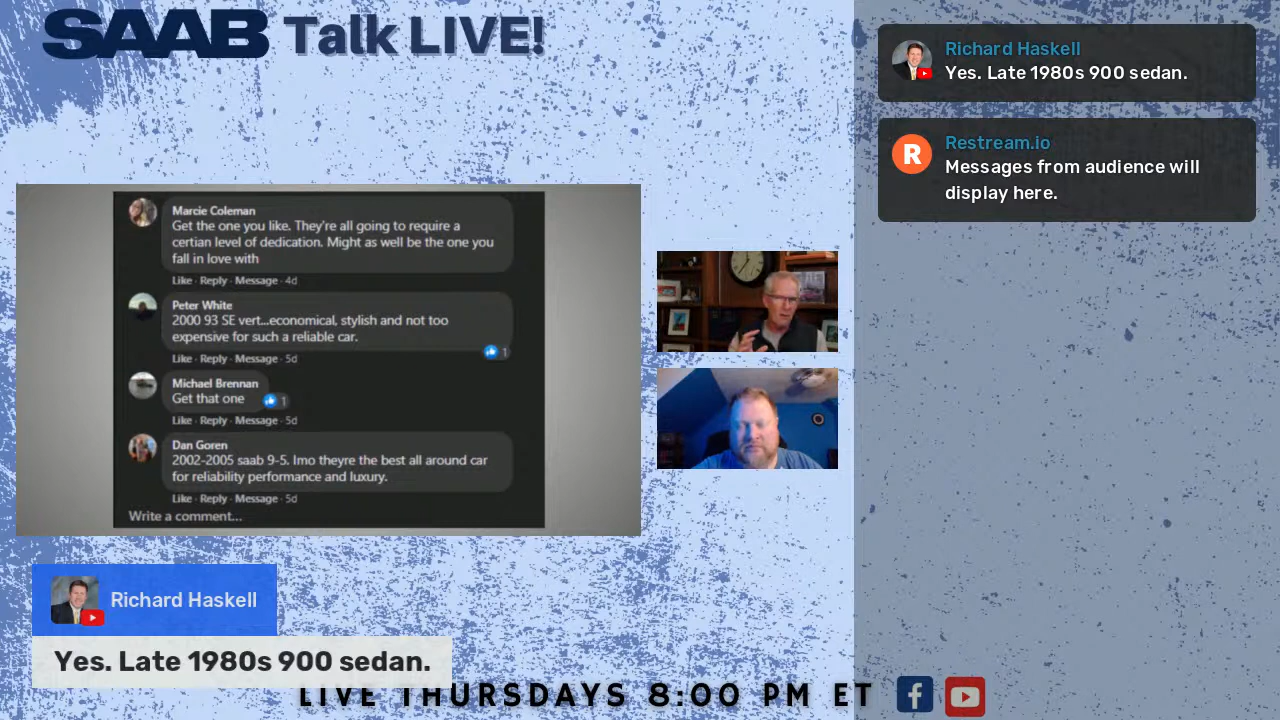 SAAB Talk LIVE!
Richard Haskell
Yes. Late 1980s 900 sedan.
R
Restream.io
Messages from audience will
display here.
Marcie Coleman
Get the one you like. They're all going to require a
certian level of dedication. Might as well be the one you
fall in love with
Like · Reply · Message · 4d
Peter White
2000 93 SE vert...economical, stylish and not too
expensive for such a reliable car.
1
Like · Reply · Message · 5d
Michael Brennan
Get that one
1
Like · Reply · Message · 5d
Dan Goren
2002-2005 saab 9-5. Imo theyre the best all around car
for reliability performance and luxury.
Like · Reply · Message · 5d
Write a comment...
Richard Haskell
Yes. Late 1980s 900 sedan.
LIVE THURSDAYS 8:00 PM ET